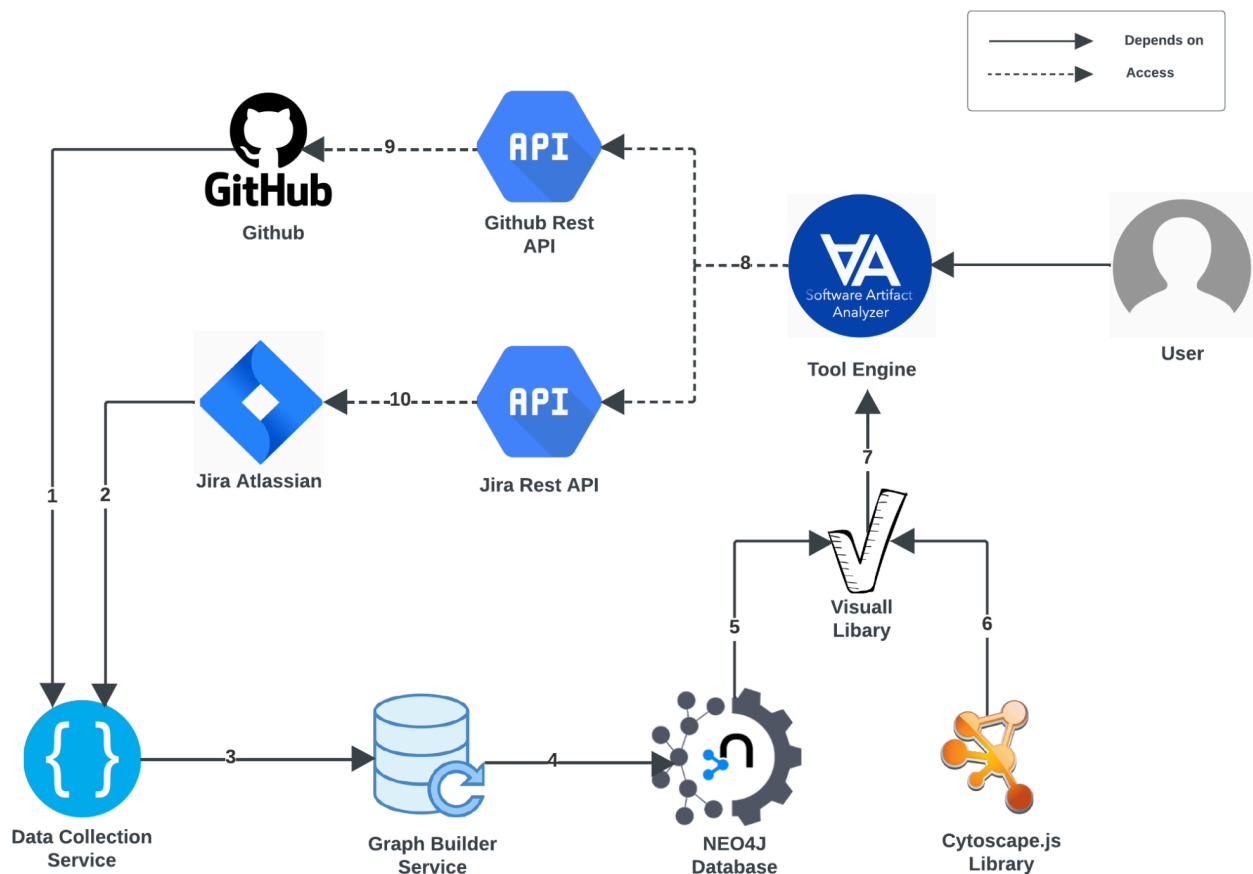 Depends on
Access
API
9
GitHub
Github
Github Rest
API
8
Software Artifact
Analyzer
Tool Engine
User
API
10
Jira Atlassian
Jira Rest API
1
2
7
Visuall
Libary
5
6
3
4
Data Collection
Service
Graph Builder
Service
NEO4J
Database
Cytoscape.js
Library